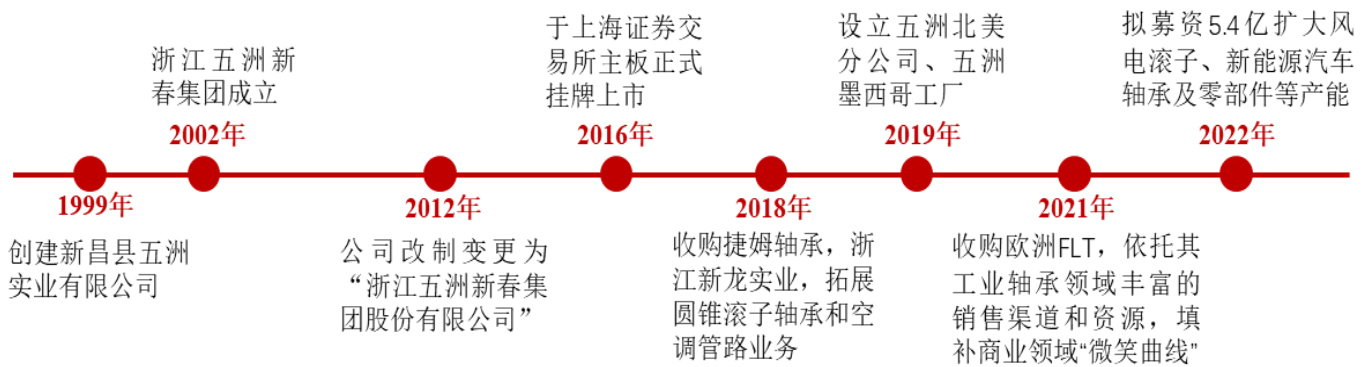 浙江五洲新
春集团成立
2002年
于上海证券交
易所主板正式
挂牌上市
2016年
设立五洲北美
分公司、五洲
墨西哥工厂
2019年
拟募资5.4亿扩大风
电滚子、新能源汽车
轴承及零部件等产能
2022年
1999年
创建新昌县五洲
实业有限公司
2012年
公司改制变更为
“浙江五洲新春集
团股份有限公司”
2018年
收购捷姆轴承，浙
江新龙实业，拓展
圆锥滚子轴承和空
调管路业务
2021年
收购欧洲FLT，依托其
工业轴承领域丰富的
销售渠道和资源，填
补商业领域“微笑曲线”